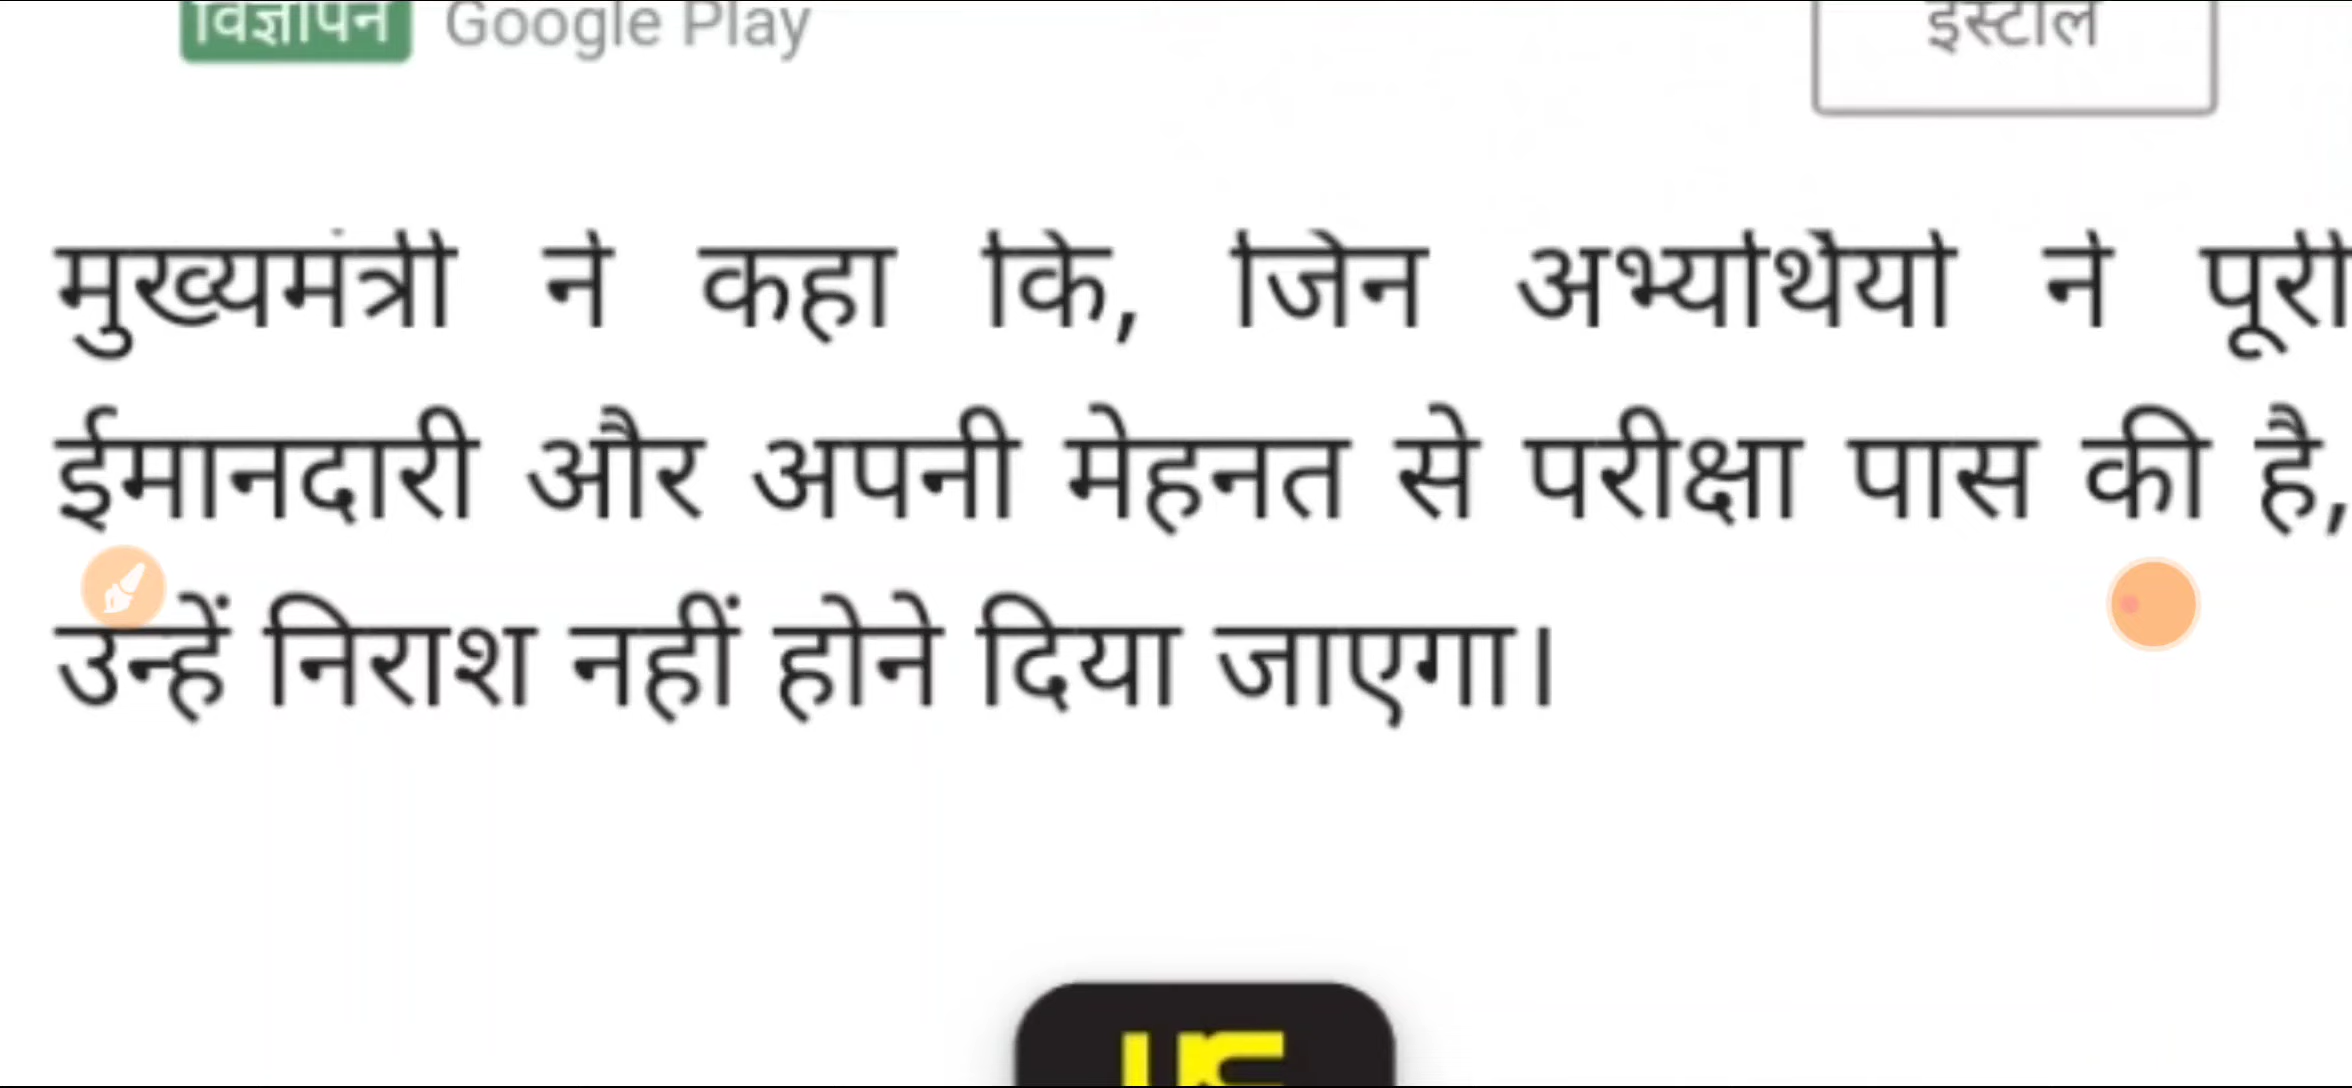 विज्ञापन Google Play
इंस्टॉल
मुख्यमंत्री ने कहा कि, जिन अभ्यर्थियों ने पूरी
ईमानदारी और अपनी मेहनत से परीक्षा पास की है,
उन्हें निराश नहीं होने दिया जाएगा।